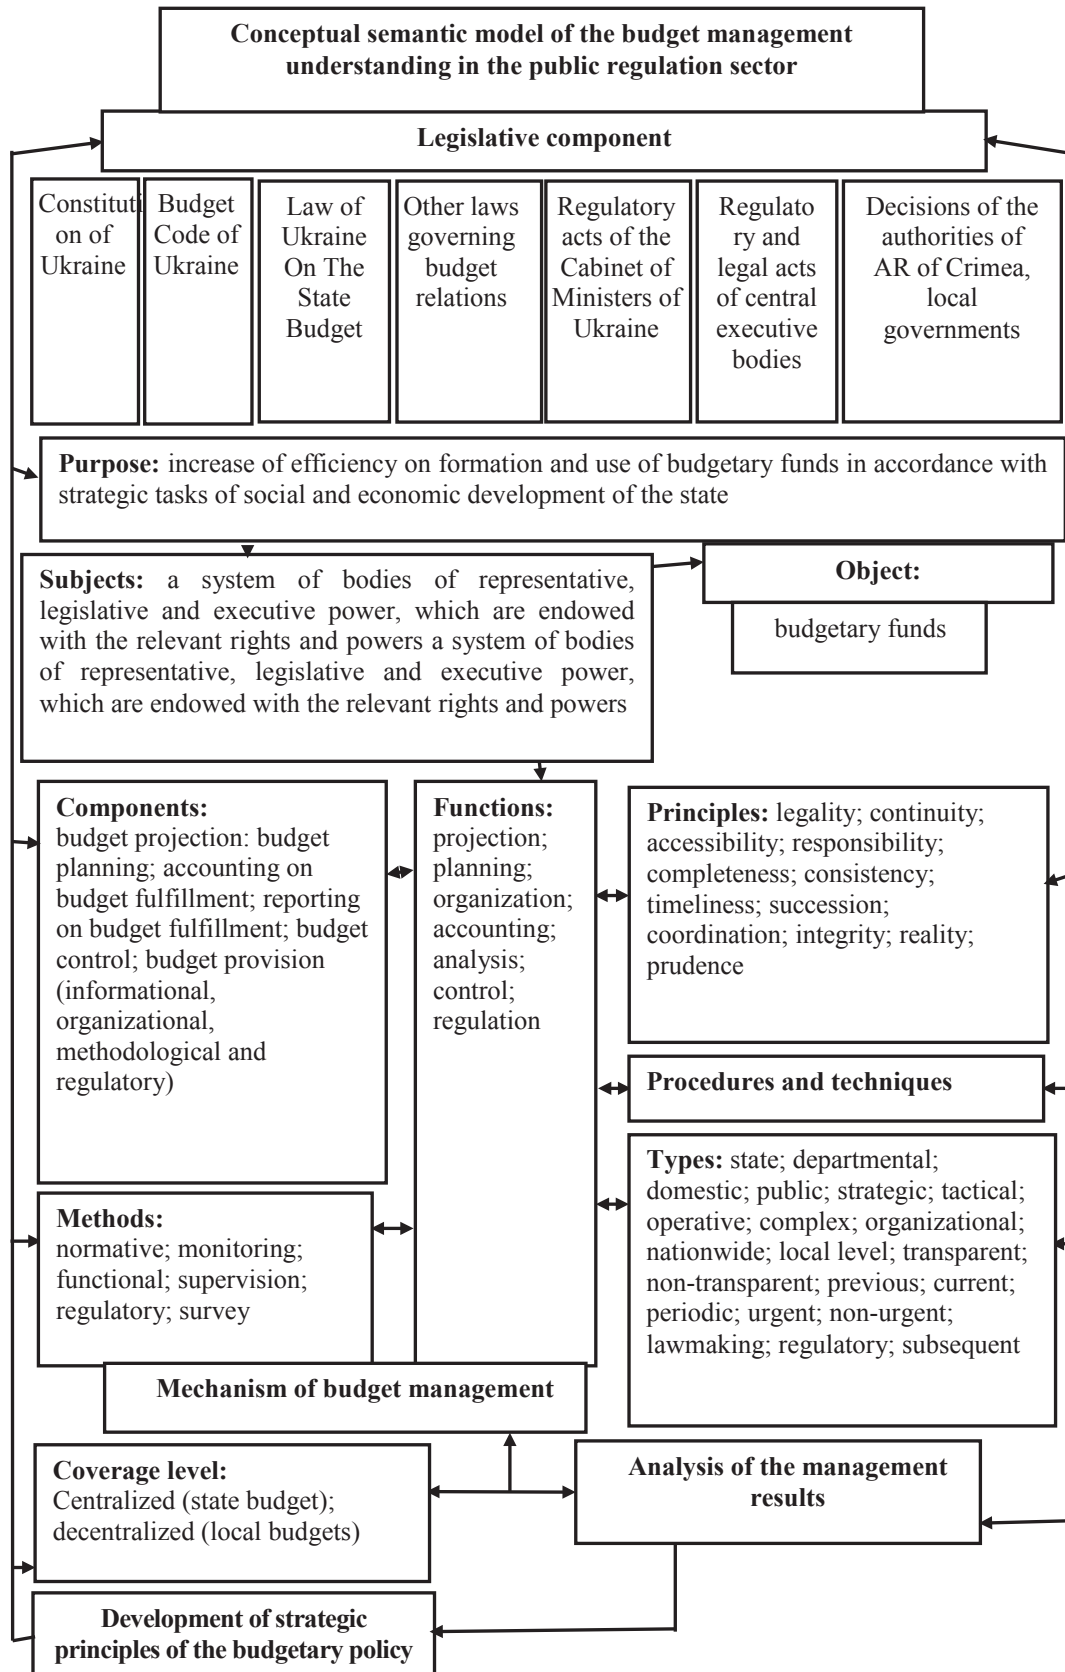 Conceptual semantic model of the budget management
understanding in the public regulation sector
Legislative component
Constituti
on of
Ukraine
Budget
Code of
Ukraine
Law of
Ukraine
On The
State
Budget
Other laws
governing
budget
relations
Regulatory
acts of the
Cabinet of
Ministers of
Ukraine
Regulato
ry and
legal acts
of central
executive
bodies
Decisions of the
authorities of
AR of Crimea,
local
governments
Purpose: increase of efficiency on formation and use of budgetary funds in accordance with
strategic tasks of social and economic development of the state
Subjects: a system of bodies of representative,
legislative and executive power, which are endowed
with the relevant rights and powers a system of bodies
of representative, legislative and executive power,
which are endowed with the relevant rights and powers
Object:
budgetary funds
Components:
budget projection: budget
planning; accounting on
budget fulfillment; reporting
on budget fulfillment; budget
control; budget provision
(informational,
organizational,
methodological and
regulatory)
Functions:
projection;
planning;
organization;
accounting;
analysis;
control;
regulation
Principles: legality; continuity;
accessibility; responsibility;
completeness; consistency;
timeliness; succession;
coordination; integrity; reality;
prudence
Procedures and techniques
Types: state; departmental;
domestic; public; strategic; tactical;
operative; complex; organizational;
nationwide; local level; transparent;
non-transparent; previous; current;
periodic; urgent; non-urgent;
lawmaking; regulatory; subsequent
Methods:
normative; monitoring;
functional; supervision;
regulatory; survey
Mechanism of budget management
Coverage level:
Centralized (state budget);
decentralized (local budgets)
Analysis of the management
results
Development of strategic
principles of the budgetary policy